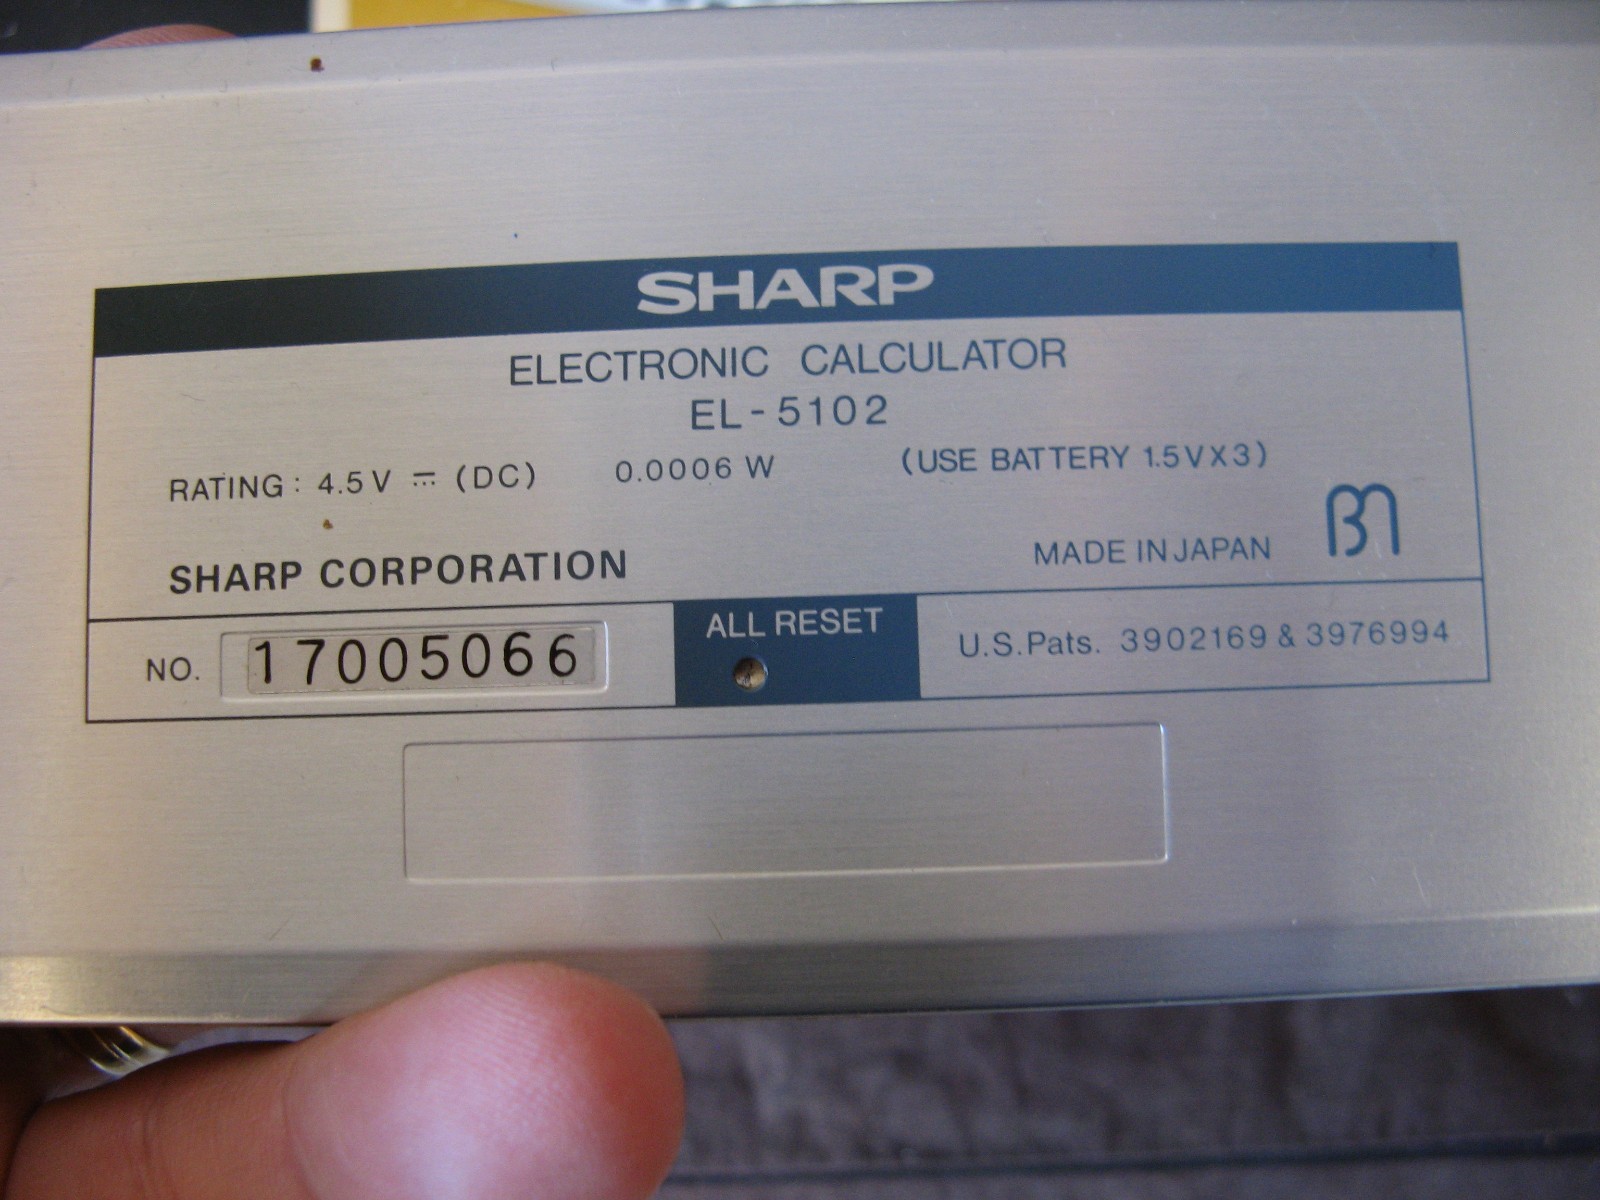 SHARP
ELECTRONIC CALCULATOR
EL-5102
RATING: 4.5V ⎓ (DC) 0.0006 W (USE BATTERY 1.5VX3)
SHARP CORPORATION MADE IN JAPAN
NO. 17005066 ALL RESET U.S.Pats. 3902169 & 3976994